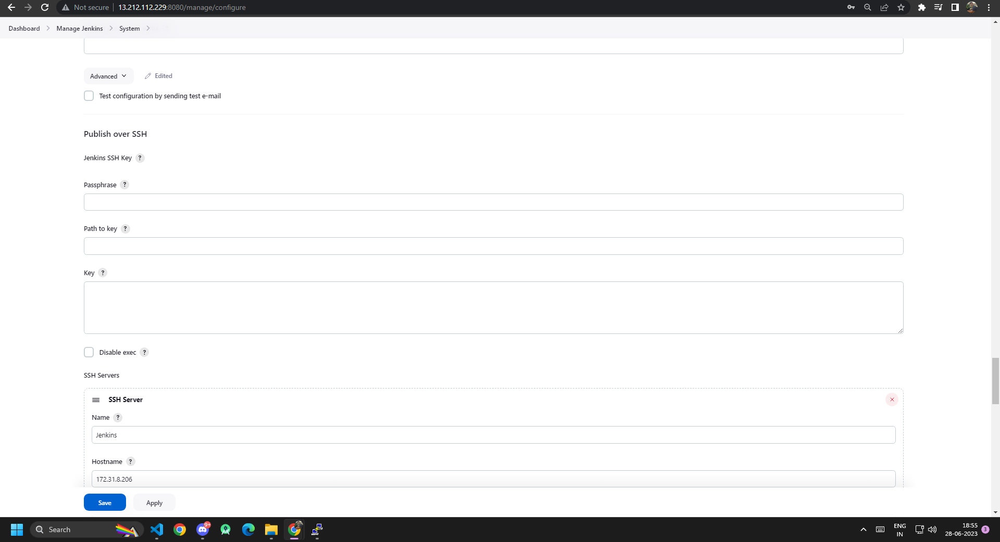 Not secure 13.212.112.229:8080/manage/configure
Dashboard Manage Jenkins System
Advanced Edited
Test configuration by sending test e-mail
Publish over SSH
Jenkins SSH Key ?
Passphrase ?
Path to key ?
Key ?
Disable exec ?
SSH Servers
SSH Server
Name ?
Jenkins
Hostname ?
172.31.8.206
Save Apply
Search 9+ ENG IN 18:55 28-06-2023 3